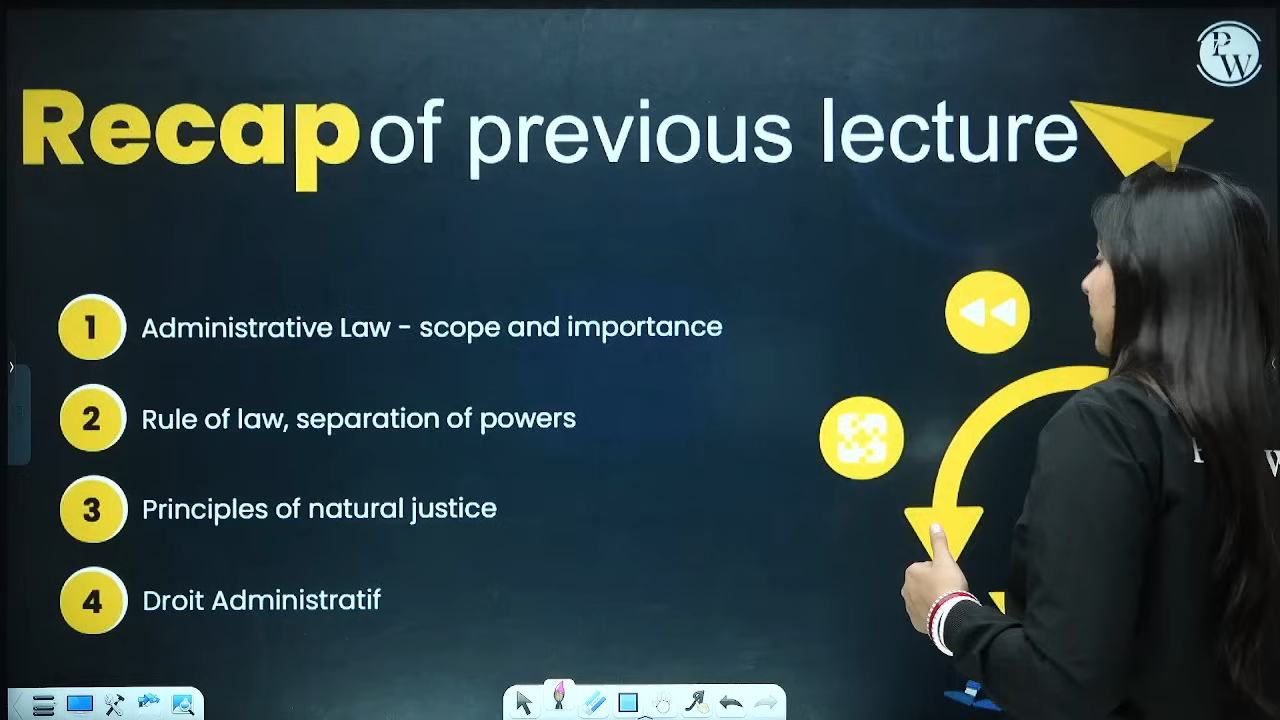 PW
Recap of previous lecture
1 Administrative Law - scope and importance
2 Rule of law, separation of powers
3 Principles of natural justice
4 Droit Administratif
W